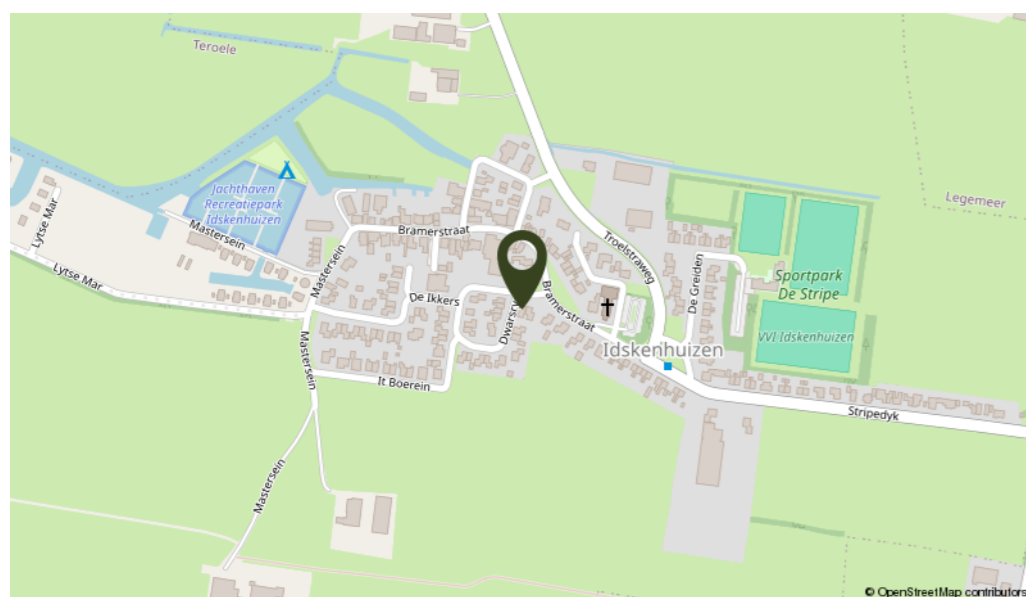 Teroele
Legemeer
Jachthaven
Recreatiepark
Idskenhuizen
Lytse Mar
Mastersein
Bramerstraat
Troelstraweg
Mastersein
Lytse Mar
De Ikkers
Bramerstraat
De Greiden
Sportpark
De Stripe
VVI Idskenhuizen
Idskenhuizen
Mastersein
It Boerein
Stripedyk
Mastersein
© OpenStreetMap contributors